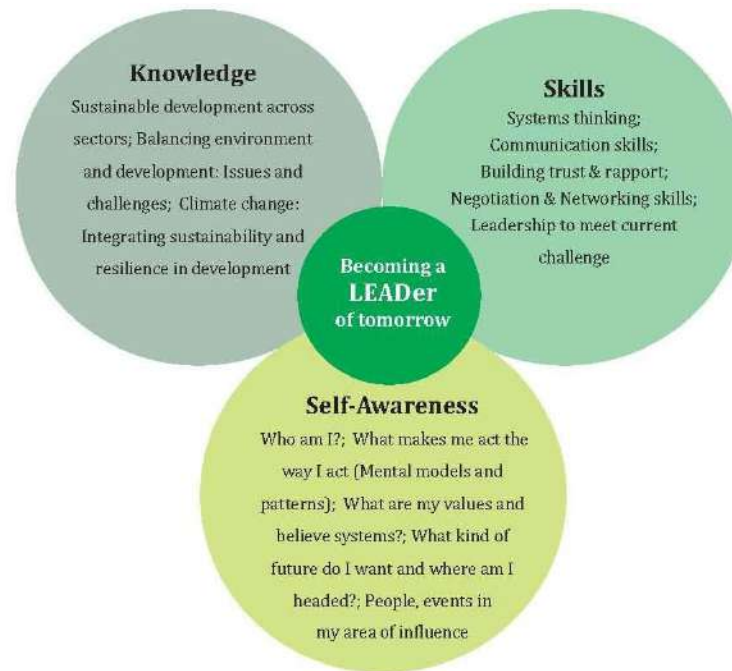 Knowledge
Sustainable development across
sectors; Balancing environment
and development: Issues and
challenges; Climate change:
Integrating sustainability and
resilience in development
Skills
Systems thinking;
Communication skills;
Building trust & rapport;
Negotiation & Networking skills;
Leadership to meet current
challenge
Becoming a
LEADer
of tomorrow
Self-Awareness
Who am I?; What makes me act the
way I act (Mental models and
patterns); What are my values and
believe systems?; What kind of
future do I want and where am I
headed?; People, events in
my area of influence